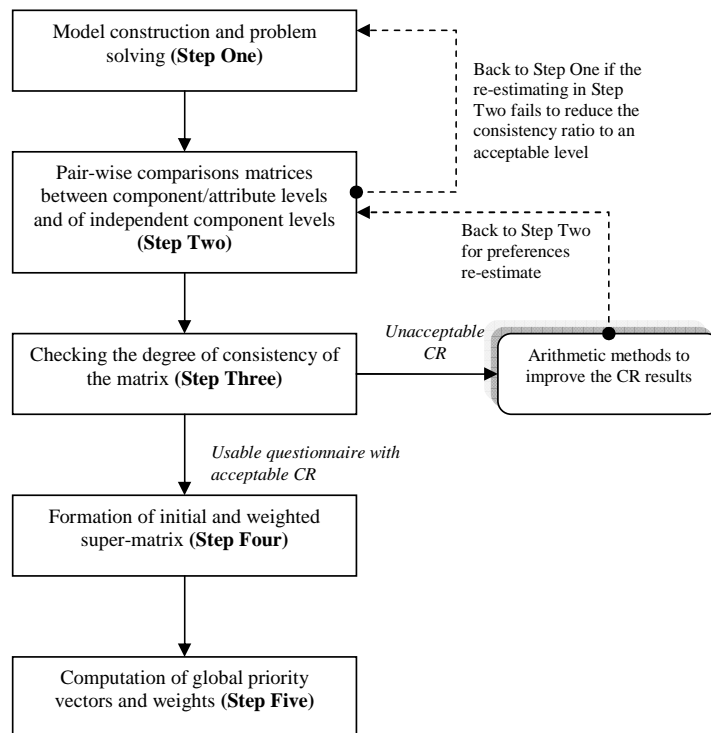 Model construction and problem
solving (Step One)
Back to Step One if the
re-estimating in Step
Two fails to reduce the
consistency ratio to an
acceptable level
Pair-wise comparisons matrices
between component/attribute levels
and of independent component levels
(Step Two)
Back to Step Two
for preferences
re-estimate
Unacceptable
CR
Checking the degree of consistency of
the matrix (Step Three)
Arithmetic methods to
improve the CR results
Usable questionnaire with
acceptable CR
Formation of initial and weighted
super-matrix (Step Four)
Computation of global priority
vectors and weights (Step Five)